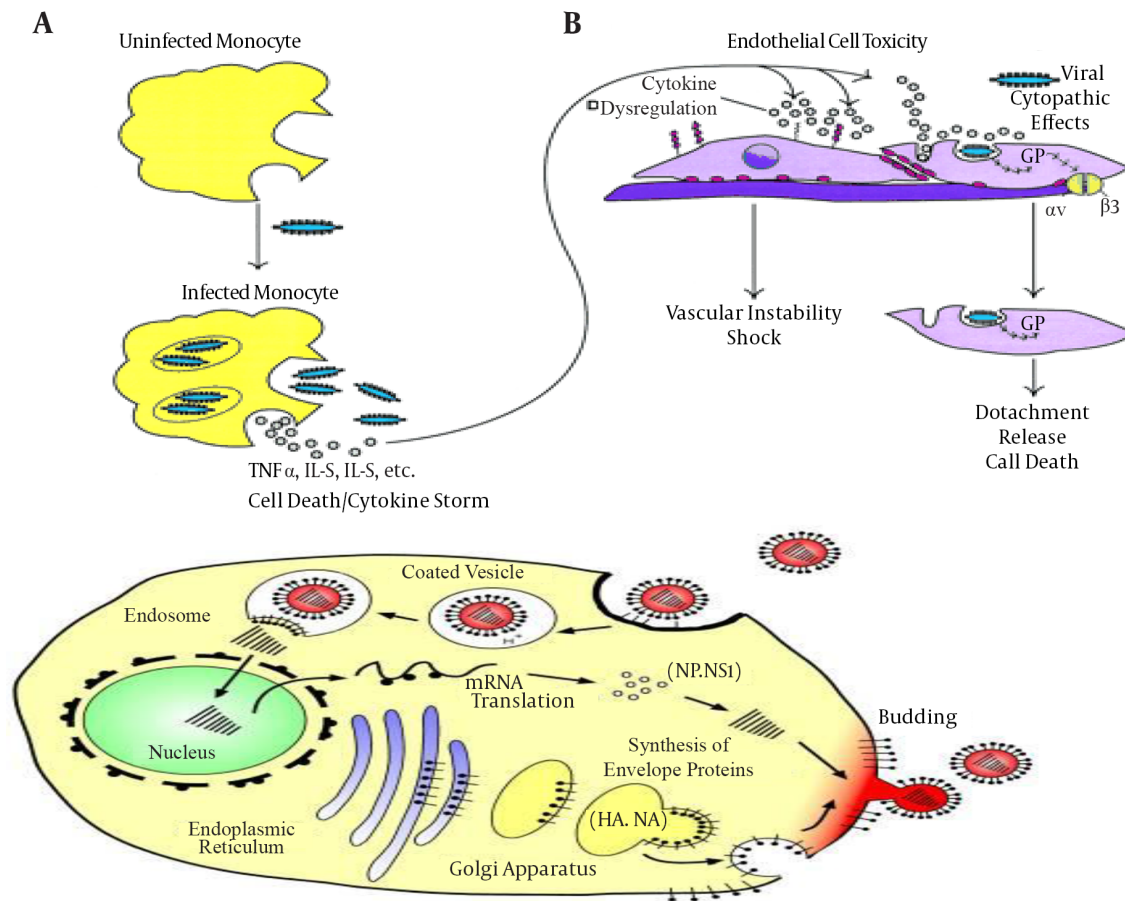 A
Uninfected Monocyte
Infected Monocyte
TNF α, IL-S, IL-S, etc.
Cell Death/Cytokine Storm
B
Endothelial Cell Toxicity
Cytokine
Dysregulation
Viral
Cytopathic
Effects
GP
αv
β3
Vascular Instability
Shock
GP
Dotachment
Release
Call Death
Coated Vesicle
Endosome
H+
mRNA
Translation
(NP.NS1)
Nucleus
Budding
Synthesis of
Envelope Proteins
(HA. NA)
Endoplasmic
Reticulum
Golgi Apparatus